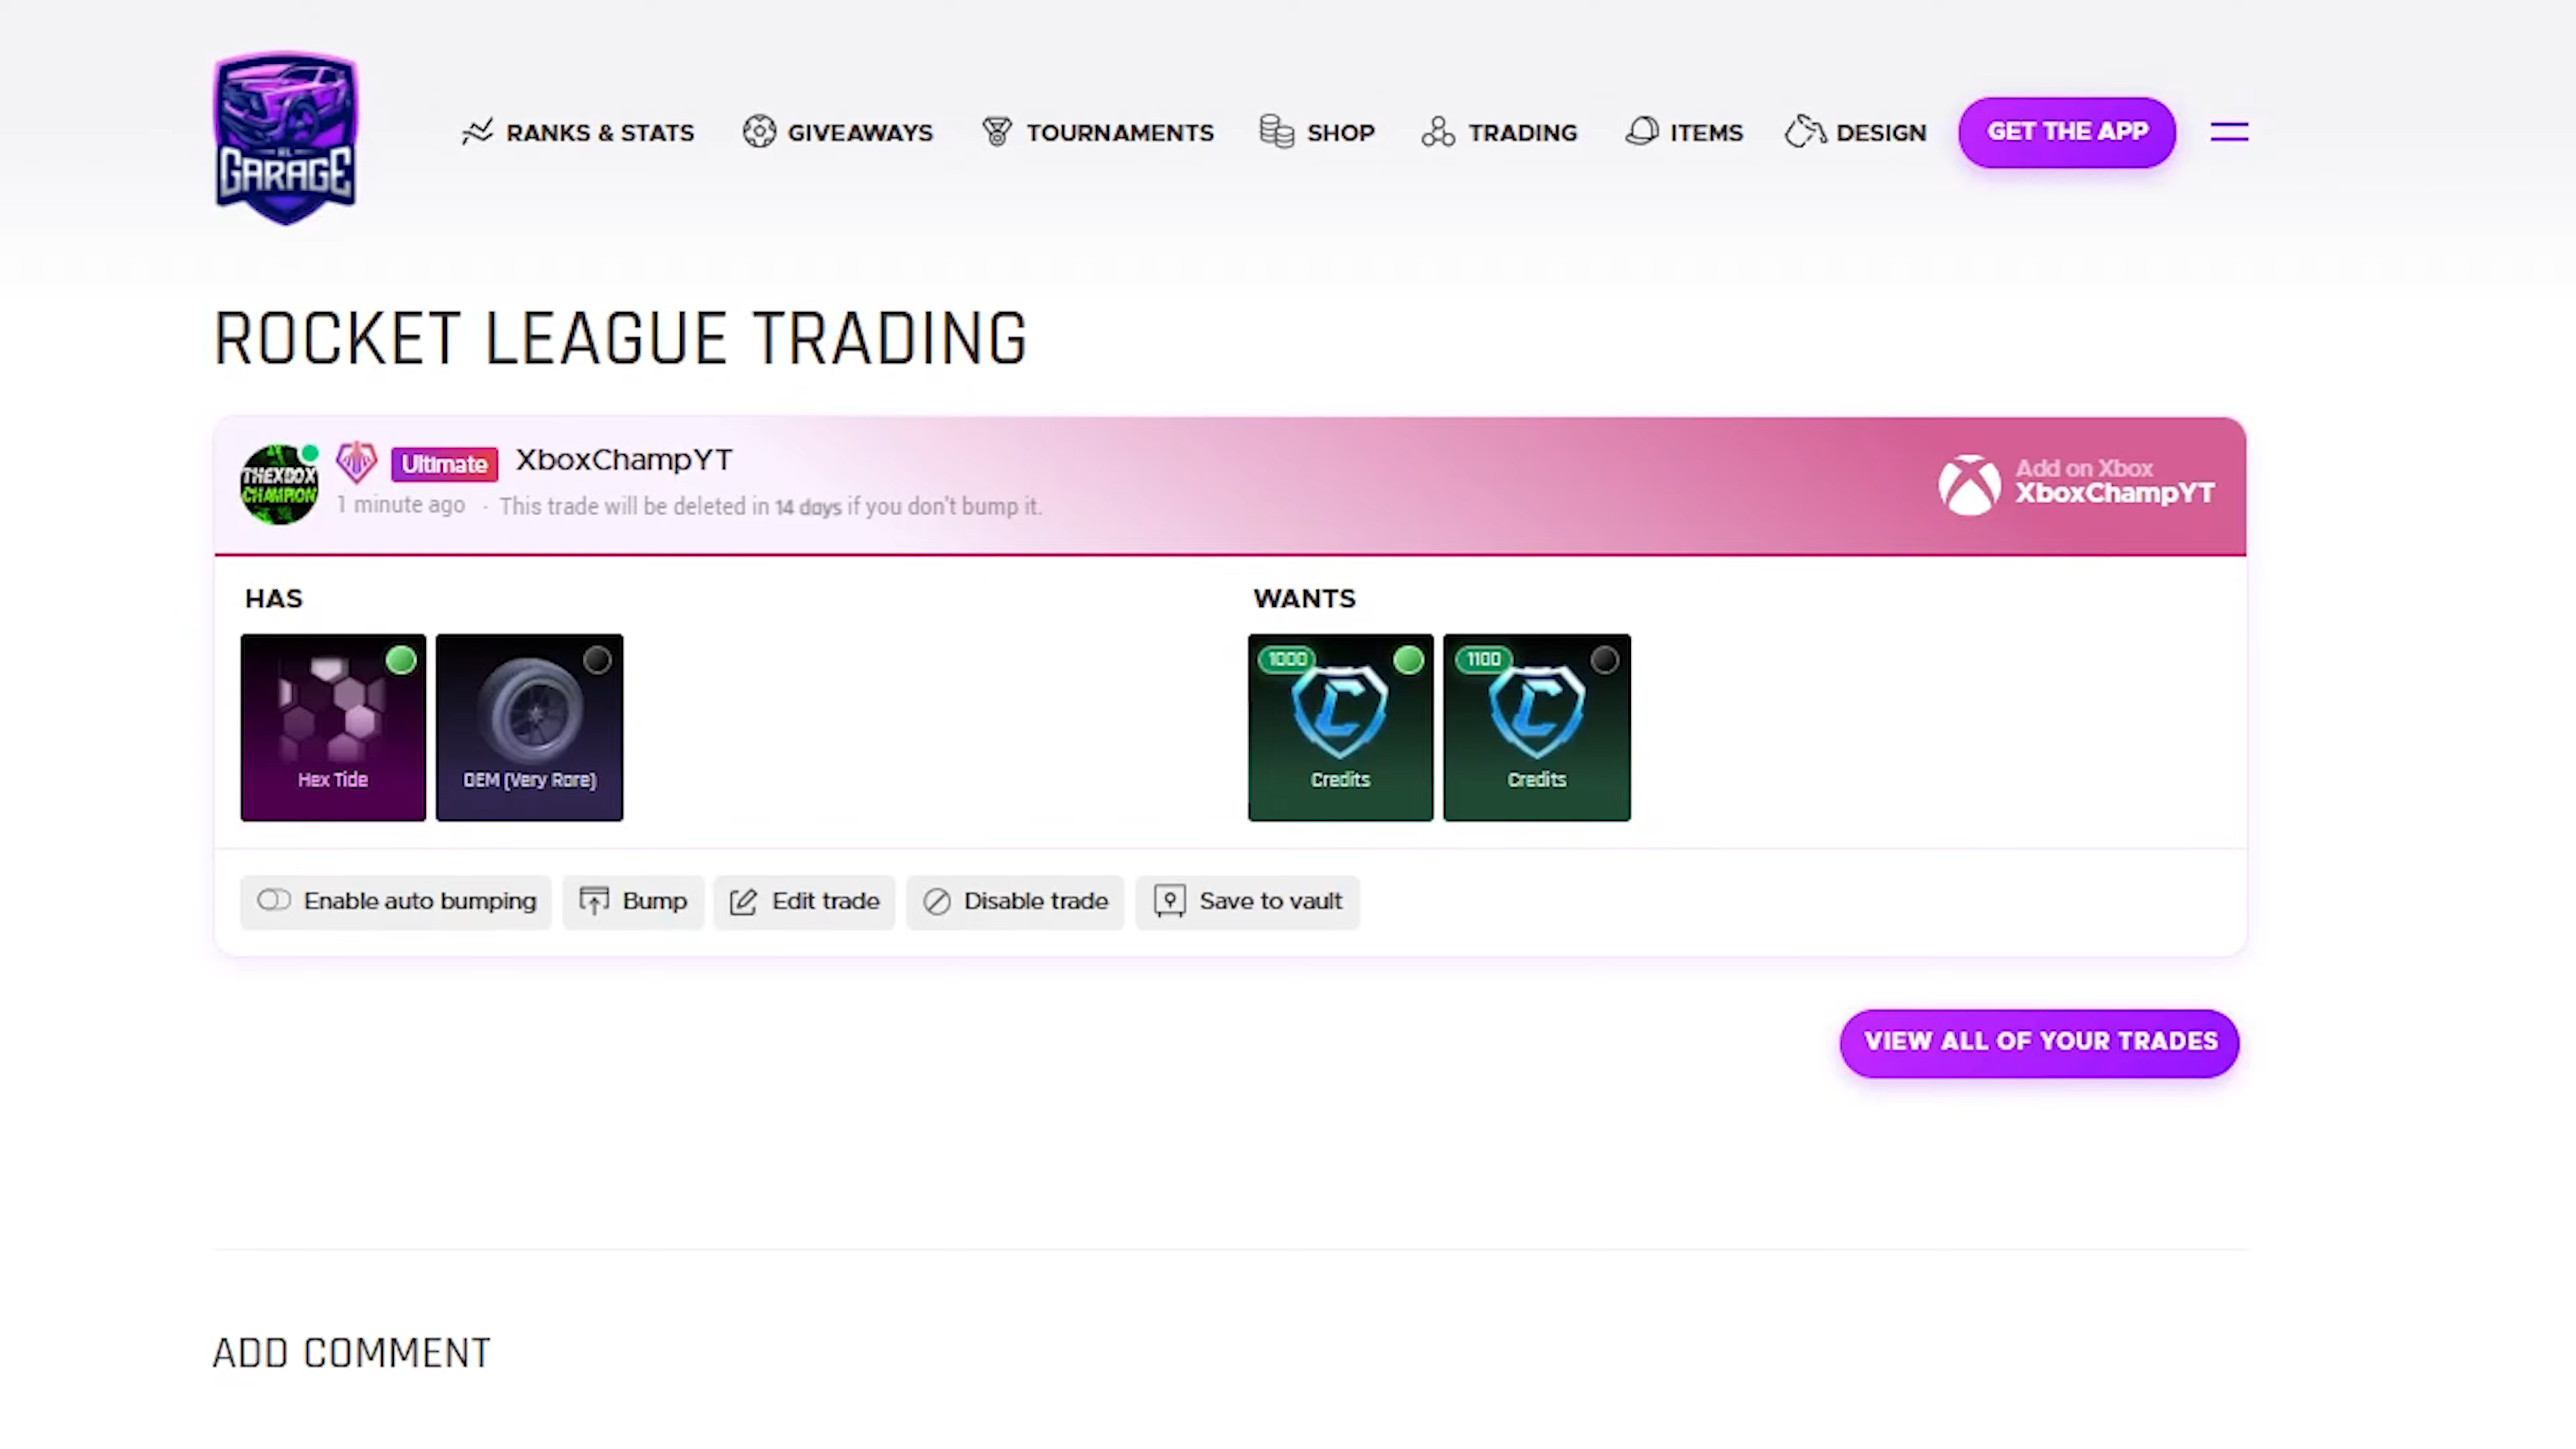 RL
GARAGE
RANKS & STATS
GIVEAWAYS
TOURNAMENTS
SHOP
TRADING
ITEMS
DESIGN
GET THE APP
ROCKET LEAGUE TRADING
THEXBOX
CHAMPION
Ultimate
XboxChampYT
1 minute ago · This trade will be deleted in 14 days if you don't bump it.
Add on Xbox
XboxChampYT
HAS
Hex Tide
OEM (Very Rare)
WANTS
1000
Credits
1100
Credits
Enable auto bumping
Bump
Edit trade
Disable trade
Save to vault
VIEW ALL OF YOUR TRADES
ADD COMMENT